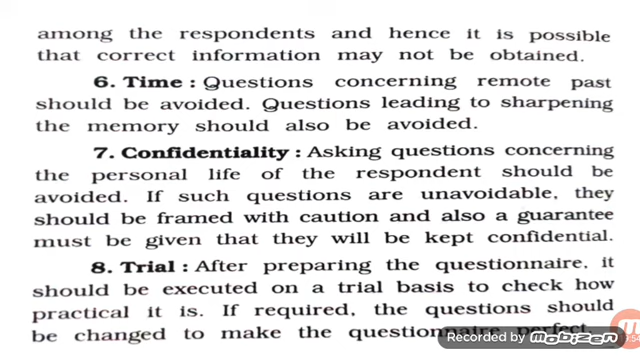 among the respondents and hence it is possible
that correct information may not be obtained.
6. Time : Questions concerning remote past
should be avoided. Questions leading to sharpening
the memory should also be avoided.
7. Confidentiality : Asking questions concerning
the personal life of the respondent should be
avoided. If such questions are unavoidable, they
should be framed with caution and also a guarantee
must be given that they will be kept confidential.
8. Trial : After preparing the questionnaire, it
should be executed on a trial basis to check how
practical it is. If required, the questions should
be changed to make the questionnaire perfect.
Recorded by mobizen